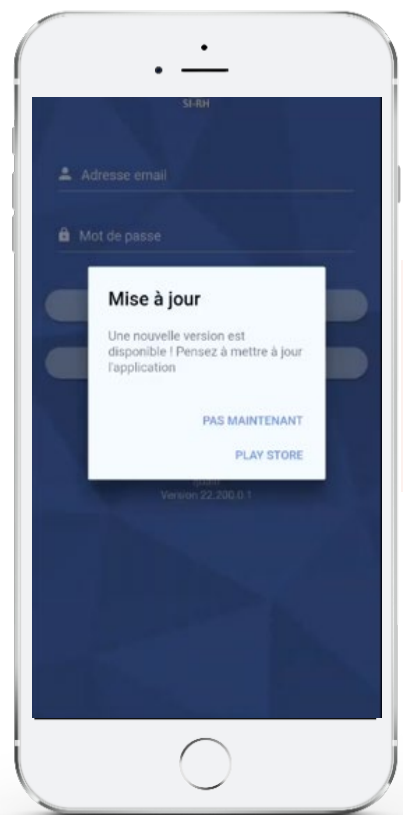 SI-RH
Adresse email
Mot de passe
Mise à jour
Une nouvelle version est
disponible ! Pensez à mettre à jour
l'application
PAS MAINTENANT
PLAY STORE
Version 22.200.0.1